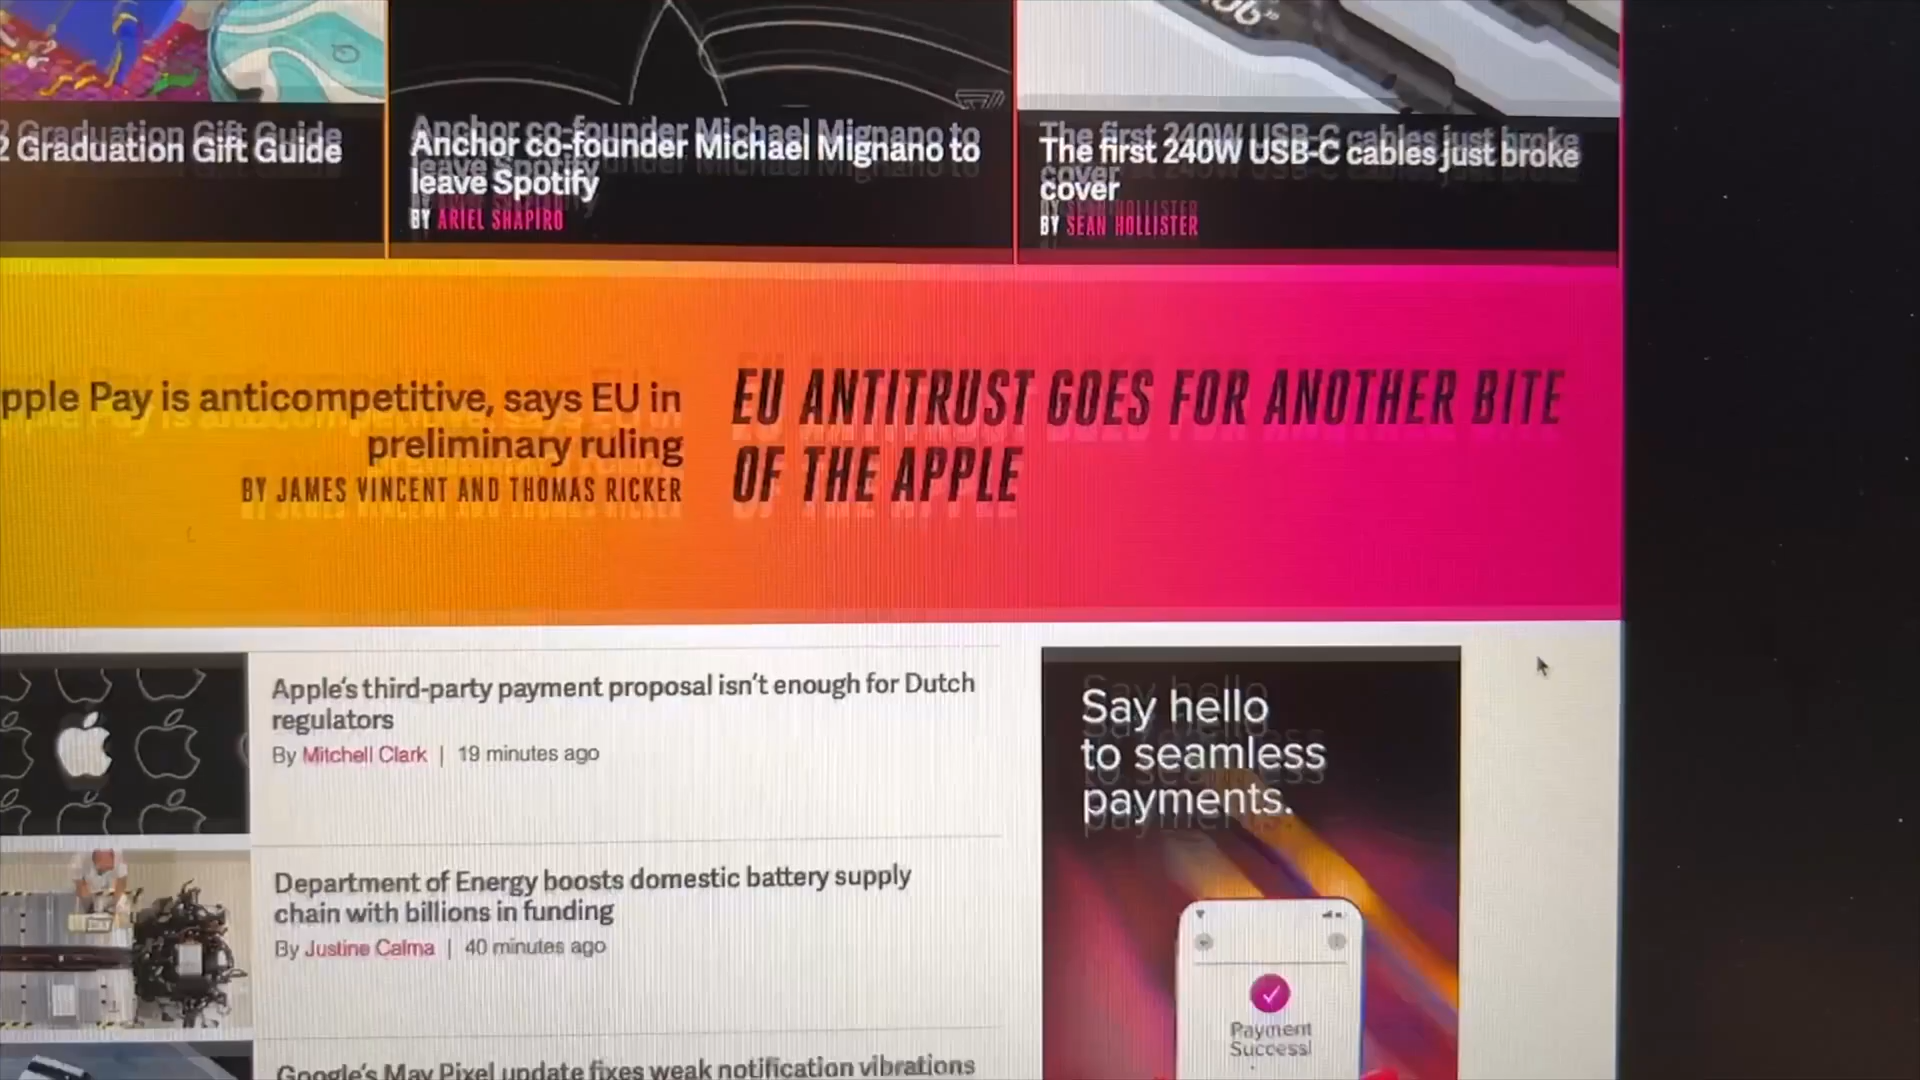 2 Graduation Gift Guide
Anchor co-founder Michael Mignano to
leave Spotify
BY ARIEL SHAPIRO
The first 240W USB-C cables just broke
cover
BY SEAN HOLLISTER
pple Pay is anticompetitive, says EU in
preliminary ruling
BY JAMES VINCENT AND THOMAS RICKER
EU ANTITRUST GOES FOR ANOTHER BITE
OF THE APPLE
Apple's third-party payment proposal isn't enough for Dutch
regulators
By Mitchell Clark | 19 minutes ago
Department of Energy boosts domestic battery supply
chain with billions in funding
By Justine Calma | 40 minutes ago
Google's May Pixel update fixes weak notification vibrations
Say hello
to seamless
payments.
Payment
Success!